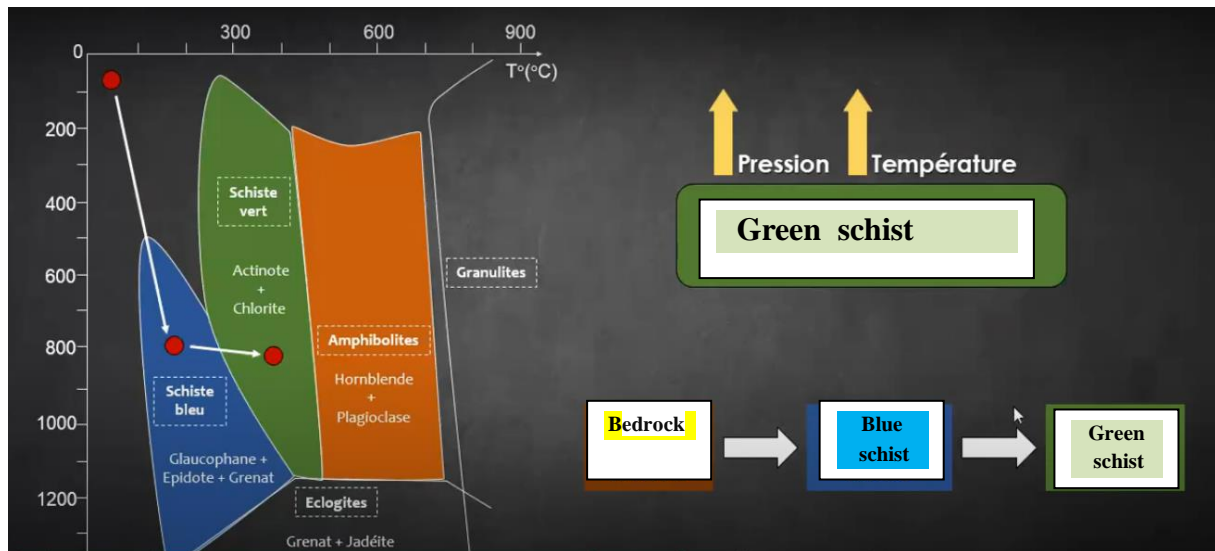 300 600 900
0
T°(°C)
200
400
600
800
1000
1200
Schiste
vert
Actinote
+
Chlorite
Granulites
Amphibolites
Hornblende
+
Plagioclase
Schiste
bleu
Glaucophane +
Epidote + Grenat
Eclogites
Grenat + Jadéite
Pression Température
Green schist
Bedrock
Blue
schist
Green
schist